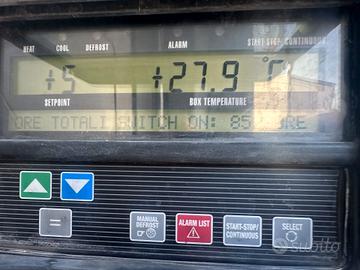 HEAT COOL DEFROST ALARM START-STOP CONTINUOUS
+5 +27.9 °C
SETPOINT BOX TEMPERATURE
ORE TOTALI SWITCH ON: ORE
MANUAL DEFROST
ALARM LIST
START-STOP/ CONTINUOUS
SELECT
=
subito